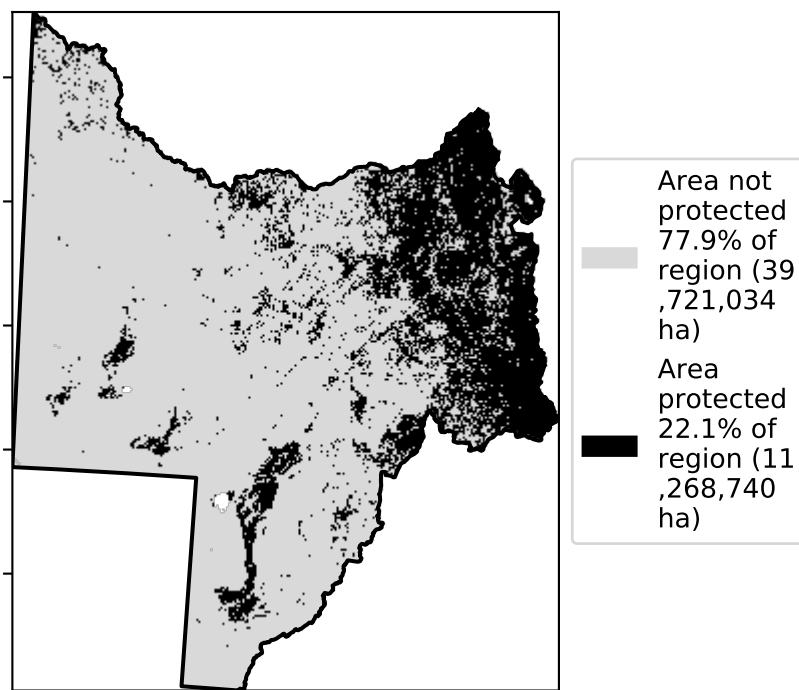 Area not
protected
77.9% of
region (39
,721,034
ha)
Area
protected
22.1% of
region (11
,268,740
ha)